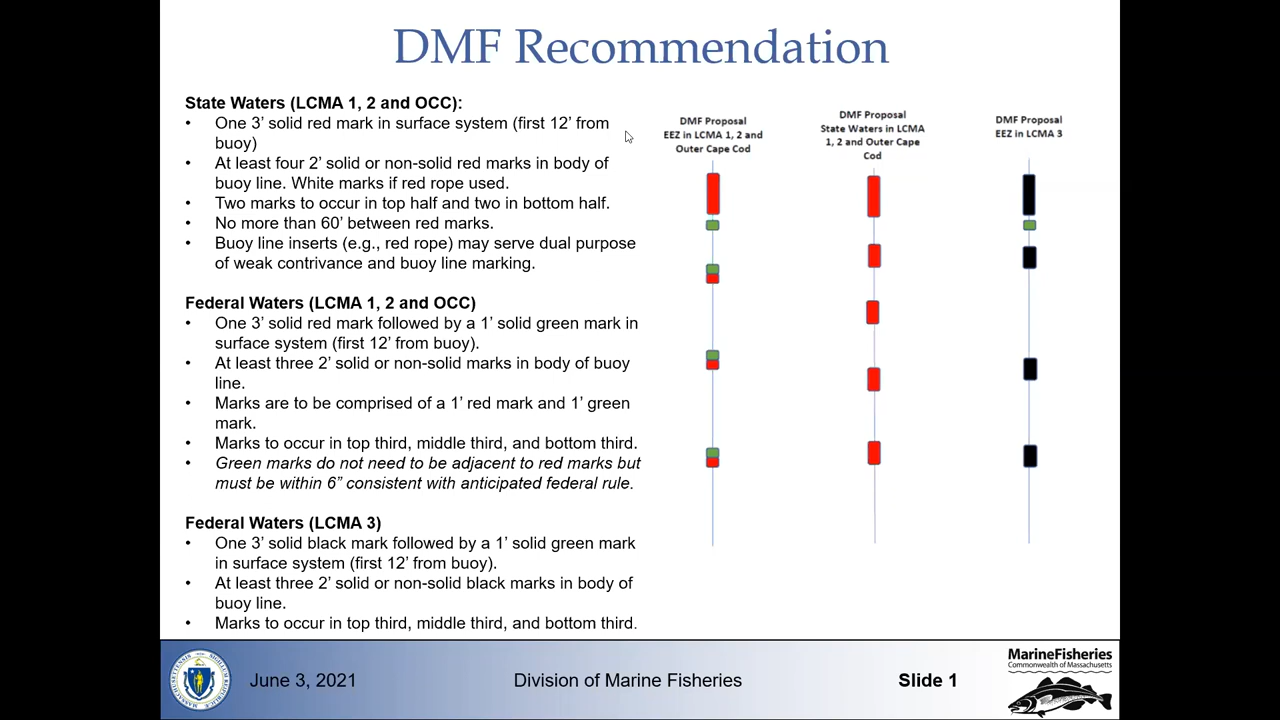 DMF Recommendation
State Waters (LCMA 1, 2 and OCC):
• One 3’ solid red mark in surface system (first 12’ from
buoy)
• At least four 2’ solid or non-solid red marks in body of
buoy line. White marks if red rope used.
• Two marks to occur in top half and two in bottom half.
• No more than 60’ between red marks.
• Buoy line inserts (e.g., red rope) may serve dual purpose
of weak contrivance and buoy line marking.
Federal Waters (LCMA 1, 2 and OCC)
• One 3’ solid red mark followed by a 1’ solid green mark in
surface system (first 12’ from buoy).
• At least three 2’ solid or non-solid marks in body of buoy
line.
• Marks are to be comprised of a 1’ red mark and 1’ green
mark.
• Marks to occur in top third, middle third, and bottom third.
• Green marks do not need to be adjacent to red marks but
must be within 6” consistent with anticipated federal rule.
Federal Waters (LCMA 3)
• One 3’ solid black mark followed by a 1’ solid green mark
in surface system (first 12’ from buoy).
• At least three 2’ solid or non-solid black marks in body of
buoy line.
• Marks to occur in top third, middle third, and bottom third.
DMF Proposal
EEZ in LCMA 1, 2 and
Outer Cape Cod
DMF Proposal
State Waters in LCMA
1, 2 and Outer Cape
Cod
DMF Proposal
EEZ in LCMA 3
June 3, 2021
Division of Marine Fisheries
Slide 1
MarineFisheries
Commonwealth of Massachusetts